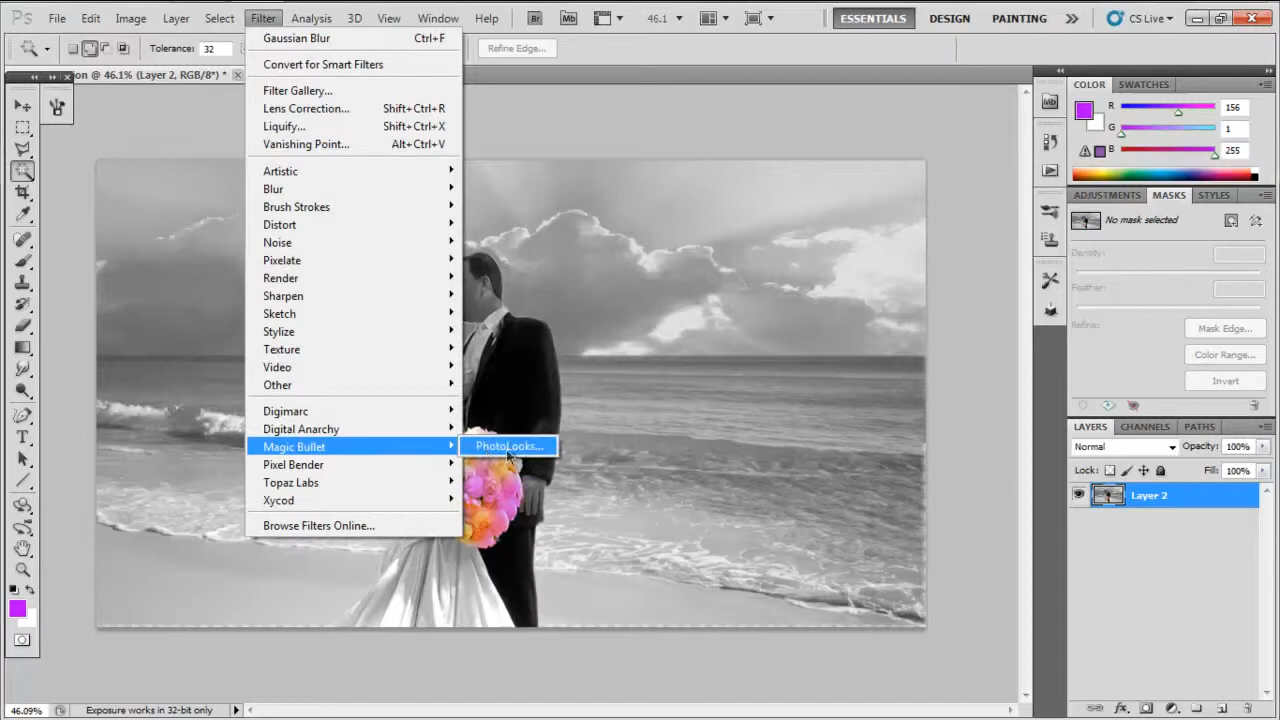 Ps File Edit Image Layer Select Filter Analysis 3D View Window Help Br Mb 46.1 ESSENTIALS DESIGN PAINTING CS Live
Tolerance: 32 Refine Edge...
on @ 46.1% (Layer 2, RGB/8*) *
Gaussian Blur Ctrl+F
Convert for Smart Filters
Filter Gallery...
Lens Correction... Shift+Ctrl+R
Liquify... Shift+Ctrl+X
Vanishing Point... Alt+Ctrl+V
Artistic
Blur
Brush Strokes
Distort
Noise
Pixelate
Render
Sharpen
Sketch
Stylize
Texture
Video
Other
Digimarc
Digital Anarchy
Magic Bullet
PhotoLooks...
Pixel Bender
Topaz Labs
Xycod
Browse Filters Online...
Mb
COLOR SWATCHES
R 156
G 1
B 255
ADJUSTMENTS MASKS STYLES
No mask selected
Density:
Feather:
Refine: Mask Edge...
Color Range...
Invert
LAYERS CHANNELS PATHS
Normal Opacity: 100%
Lock: Fill: 100%
Layer 2
T
46.09% Exposure works in 32-bit only
fx